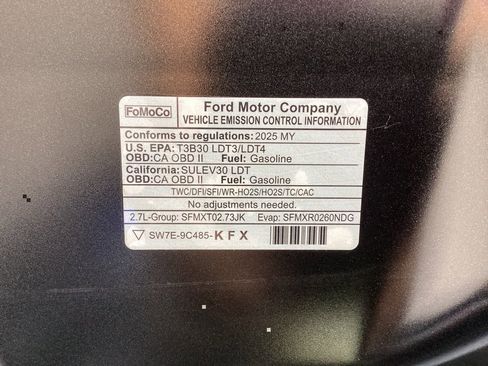 FoMoCo
Ford Motor Company
VEHICLE EMISSION CONTROL INFORMATION
Conforms to regulations: 2025 MY
U.S. EPA: T3B30 LDT3/LDT4
OBD: CA OBD II Fuel: Gasoline
California: SULEV30 LDT
OBD: CA OBD II Fuel: Gasoline
TWC/DFI/SFI/WR-HO2S/HO2S/TC/CAC
No adjustments needed.
2.7L-Group: SFMXT02.73JK Evap: SFMXR0260NDG
SW7E-9C485-KFX